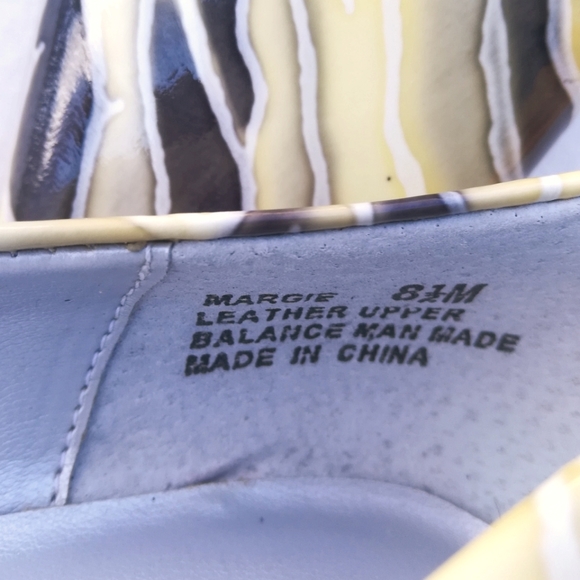 MARGIE 8½M
LEATHER UPPER
BALANCE MAN MADE
MADE IN CHINA